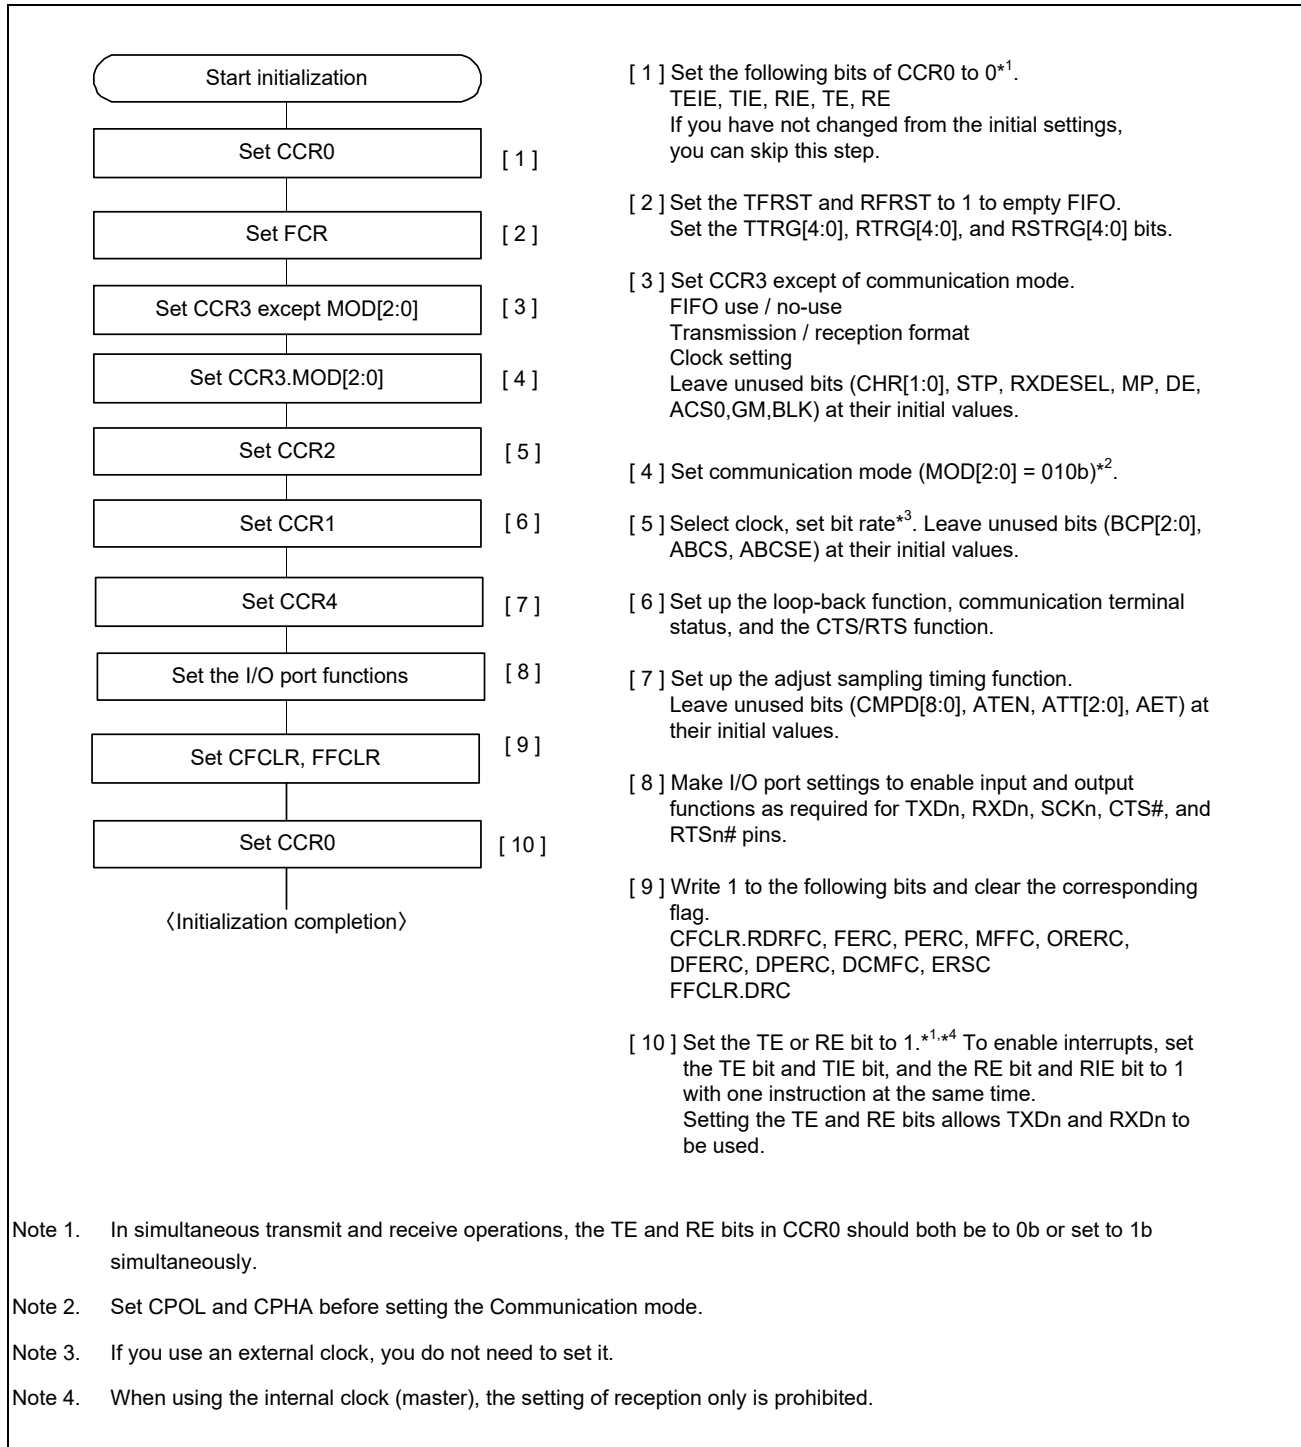 Start initialization
Set CCR0
[ 1 ]
Set FCR
[ 2 ]
Set CCR3 except MOD[2:0]
[ 3 ]
Set CCR3.MOD[2:0]
[ 4 ]
Set CCR2
[ 5 ]
Set CCR1
[ 6 ]
Set CCR4
[ 7 ]
Set the I/O port functions
[ 8 ]
Set CFCLR, FFCLR
[ 9 ]
Set CCR0
[ 10 ]
〈Initialization completion〉
[ 1 ] Set the following bits of CCR0 to 0*1.
TEIE, TIE, RIE, TE, RE
If you have not changed from the initial settings,
you can skip this step.
[ 2 ] Set the TFRST and RFRST to 1 to empty FIFO.
Set the TTRG[4:0], RTRG[4:0], and RSTRG[4:0] bits.
[ 3 ] Set CCR3 except of communication mode.
FIFO use / no-use
Transmission / reception format
Clock setting
Leave unused bits (CHR[1:0], STP, RXDESEL, MP, DE,
ACS0,GM,BLK) at their initial values.
[ 4 ] Set communication mode (MOD[2:0] = 010b)*2.
[ 5 ] Select clock, set bit rate*3. Leave unused bits (BCP[2:0],
ABCS, ABCSE) at their initial values.
[ 6 ] Set up the loop-back function, communication terminal
status, and the CTS/RTS function.
[ 7 ] Set up the adjust sampling timing function.
Leave unused bits (CMPD[8:0], ATEN, ATT[2:0], AET) at
their initial values.
[ 8 ] Make I/O port settings to enable input and output
functions as required for TXDn, RXDn, SCKn, CTS#, and
RTSn# pins.
[ 9 ] Write 1 to the following bits and clear the corresponding
flag.
CFCLR.RDRFC, FERC, PERC, MFFC, ORERC,
DFERC, DPERC, DCMFC, ERSC
FFCLR.DRC
[ 10 ] Set the TE or RE bit to 1.*1,*4 To enable interrupts, set
the TE bit and TIE bit, and the RE bit and RIE bit to 1
with one instruction at the same time.
Setting the TE and RE bits allows TXDn and RXDn to
be used.
Note 1. In simultaneous transmit and receive operations, the TE and RE bits in CCR0 should both be to 0b or set to 1b
simultaneously.
Note 2. Set CPOL and CPHA before setting the Communication mode.
Note 3. If you use an external clock, you do not need to set it.
Note 4. When using the internal clock (master), the setting of reception only is prohibited.